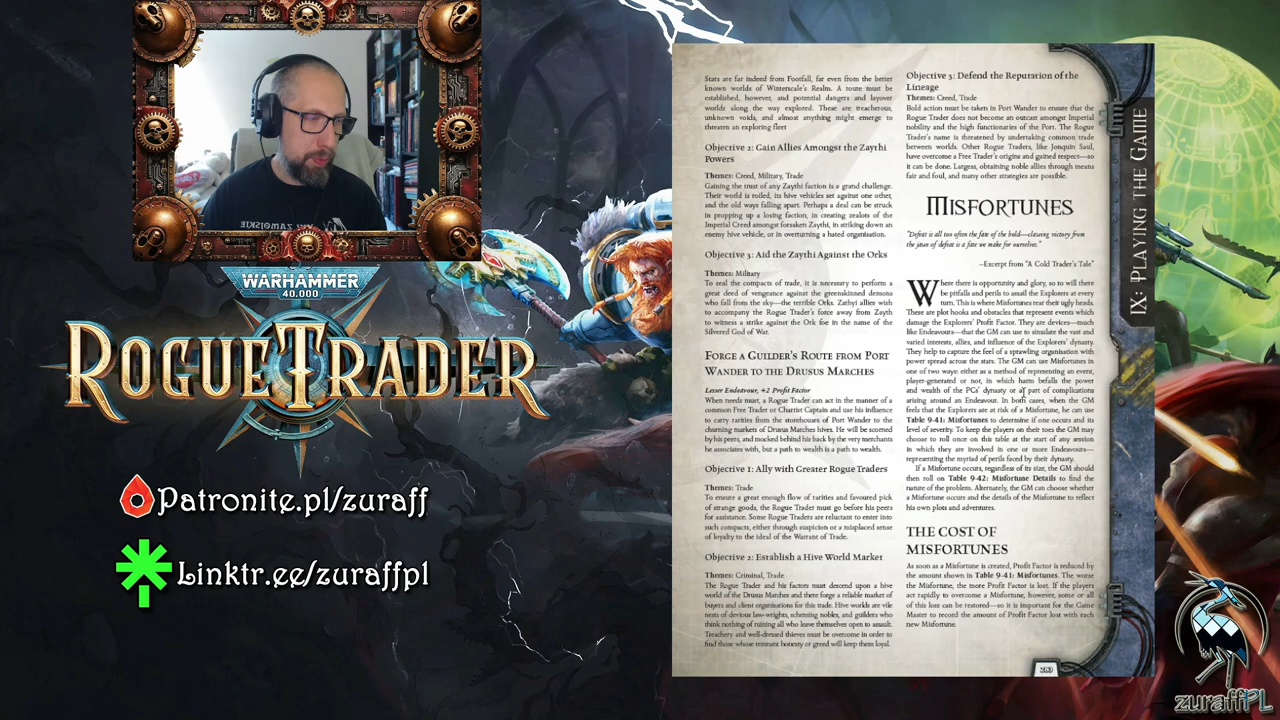 WARHAMMER
40,000
ROGUE TRADER
Patronite.pl/zuraff
Linktr.ee/zuraffpl
Stars are far indeed from Footfall, far even from the better
known worlds of Winterscale's Realm. A route must be
established, however, and potential dangers and layover
worlds along the way explored. These are treacherous,
unknown voids, and almost anything might emerge to
threaten an exploring fleet
Objective 2: Gain Allies Amongst the Zaythi
Powers
Themes: Creed, Military, Trade
Gaining the trust of any Zaythi faction is a grand challenge.
Their world is roiled, its hive vehicles set against one other,
and the old ways falling apart. Perhaps a deal can be struck
in propping up a losing faction, in creating zealots of the
Imperial Creed amongst forsaken Zaythi, in striking down an
enemy hive vehicle, or in overturning a hated organisation.
Objective 3: Aid the Zaythi Against the Orks
Themes: Military
To seal the compacts of trade, it is necessary to perform a
great deed of vengeance against the greenskinned demons
who fall from the sky—the terrible Orks. Zathyi allies wish
to accompany the Rogue Trader's force away from Zayth
to witness a strike against the Ork foe in the name of the
Silvered God of War.
Forge a Guilder's Route from Port
Wander to the Drusus Marches
Lesser Endeavour, +2 Profit Factor
When needs must, a Rogue Trader can act in the manner of a
common Free Trader or Chartist Captain and use his influence
to carry rarities from the storehouses of Port Wander to the
churning markets of Drusus Marches hives. He will be scorned
by his peers, and mocked behind his back by the very merchants
he associates with, but a path to wealth is a path to wealth.
Objective 1: Ally with Greater Rogue Traders
Themes: Trade
To ensure a great enough flow of rarities and favoured pick
of strange goods, the Rogue Trader must go before his peers
for assistance. Some Rogue Traders are reluctant to enter into
such compacts, either through suspicion or a misplaced sense
of loyalty to the ideal of the Warrant of Trade.
Objective 2: Establish a Hive World Market
Themes: Criminal, Trade
The Rogue Trader and his factors must descend upon a hive
world of the Drusus Marches and there forge a reliable market of
buyers and client organisations for this trade. Hive worlds are vile
nests of devious law-wrights, scheming nobles, and guilders who
think nothing of ruining all who leave themselves open to assault.
Treachery and well-dressed thieves must be overcome in order to
find those whose remnant honesty or greed will keep them loyal.
Objective 3: Defend the Reputation of the
Lineage
Themes: Creed, Trade
Bold action must be taken in Port Wander to ensure that the
Rogue Trader does not become an outcast amongst Imperial
nobility and the high functionaries of the Port. The Rogue
Trader's name is threatened by undertaking common trade
between worlds. Other Rogue Traders, like Jonquin Saul,
have overcome a Free Trader's origins and gained respect—so
it can be done. Largess, obtaining noble allies through means
fair and foul, and many other strategies are possible.
Misfortunes
"Defeat is all too often the fate of the bold—clawing victory from
the jaws of defeat is a fate we make for ourselves."
–Excerpt from "A Cold Trader's Tale"
Where there is opportunity and glory, so to will there
be pitfalls and perils to assail the Explorers at every
turn. This is where Misfortunes rear their ugly heads.
There are plot hooks and obstacles that represent events which
damage the Explorers' Profit Factor. They are devices—much
like Endeavours—that the GM can use to simulate the vast and
varied interests, allies, and influence of the Explorers' dynasty.
They help to capture the feel of a sprawling organisation with
power spread across the stars. The GM can use Misfortunes in
one of two ways: either as a method of representing an event,
player-generated or not, in which harm befalls the power
and wealth of the PCs' dynasty or as part of complications
arising around an Endeavour. In both cases, when the GM
feels that the Explorers are at risk of a Misfortune, he can use
Table 9-41: Misfortunes to determine if one occurs and its
level of severity. To keep the players on their toes the GM may
choose to roll once on this table at the start of any session
in which they are involved in one or more Endeavours—
representing the myriad of perils faced by their dynasty.
If a Misfortune occurs, regardless of its size, the GM should
then roll on Table 9-42: Misfortune Details to find the
nature of the problem. Alternately, the GM can choose whether
a Misfortune occurs and the details of the Misfortune to reflect
his own plots and adventures.
THE COST OF
MISFORTUNES
As soon as a Misfortune is created, Profit Factor is reduced by
the amount shown in Table 9-41: Misfortunes. The worse
the Misfortune, the more Profit Factor is lost. If the players
act rapidly to overcome a Misfortune, however, some or all
of this loss can be restored—so it is important for the Game
Master to record the amount of Profit Factor lost with each
new Misfortune.
IX: Playing the Game
283
zuraffPL